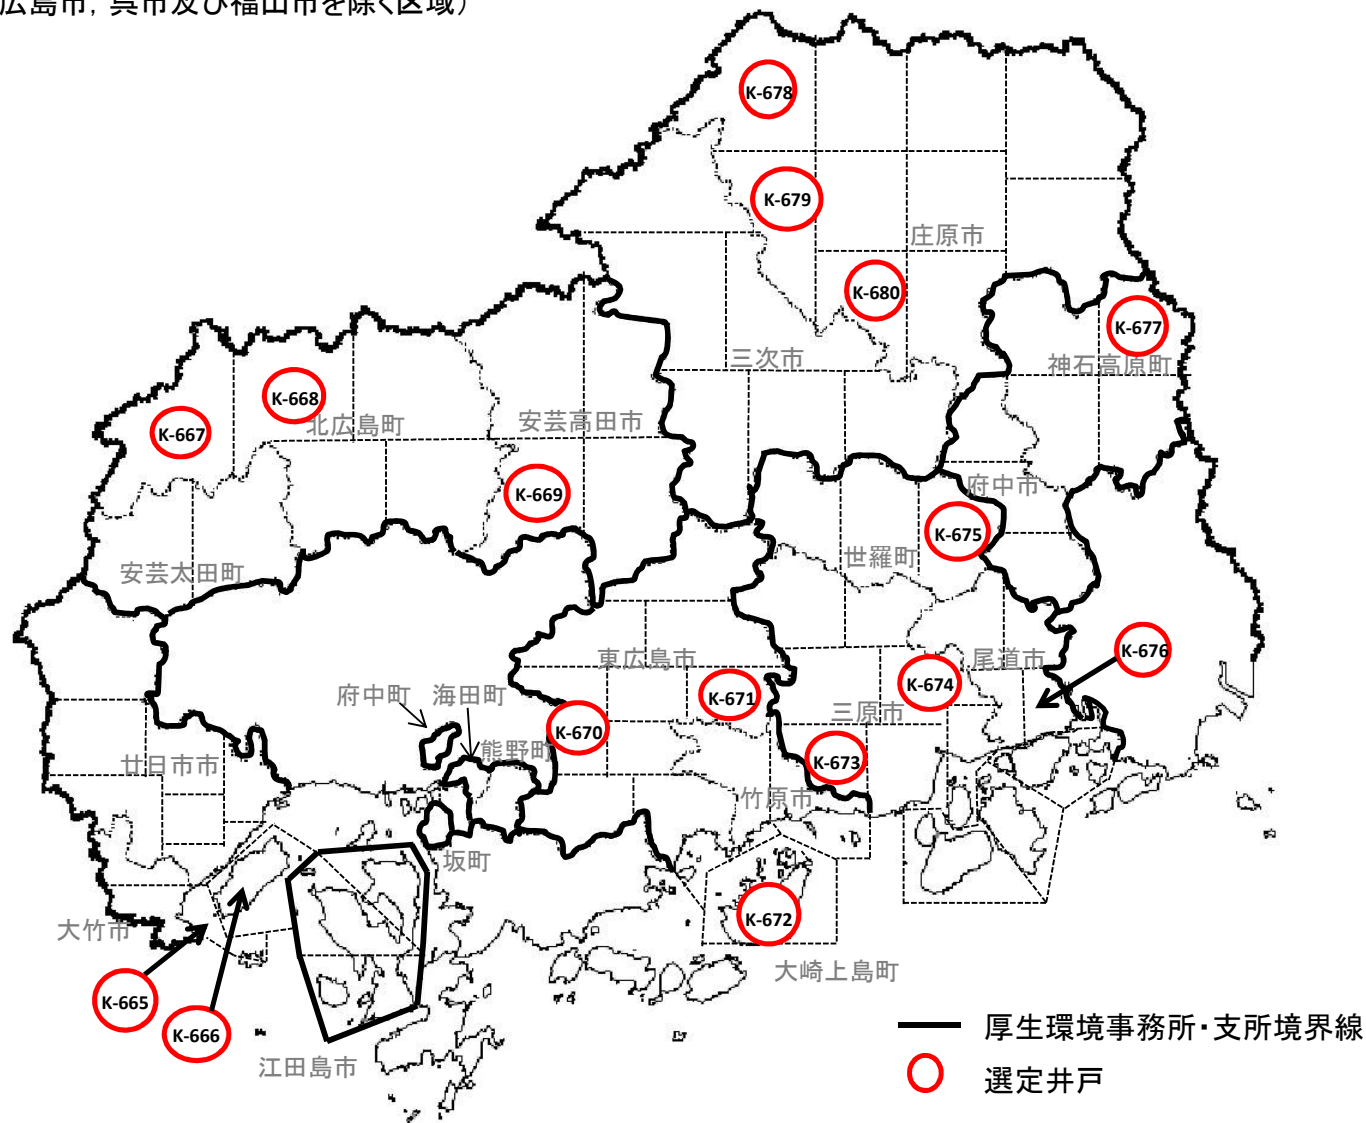 広島市,呉市及び福山市を除く区域)
K-678
K-679
庄原市
K-680
K-677
三次市
神石高原町
K-668
K-667
北広島町
安芸高田市
K-669
府中市
K-675
世羅町
安芸太田町
東広島市
尾道市
K-676
K-674
府中町
海田町
K-671
三原市
K-670
熊野町
K-673
廿日市市
竹原市
坂町
K-672
大竹市
大崎上島町
K-665
K-666
江田島市
厚生環境事務所・支所境界線
選定井戸